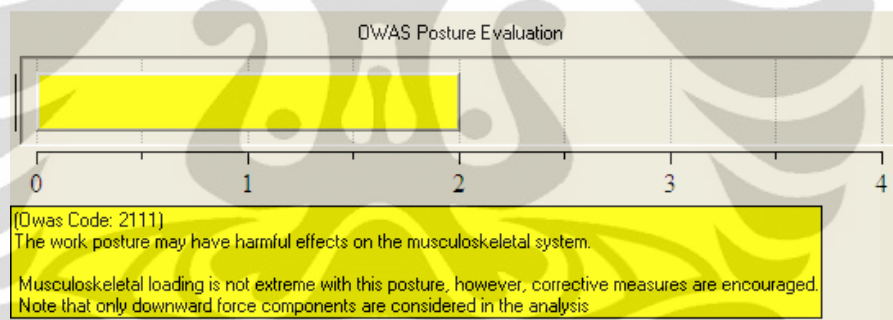 OWAS Posture Evaluation
0 1 2 3 4
(Owas Code: 2111)
The work posture may have harmful effects on the musculoskeletal system.
Musculoskeletal loading is not extreme with this posture, however, corrective measures are encouraged.
Note that only downward force components are considered in the analysis